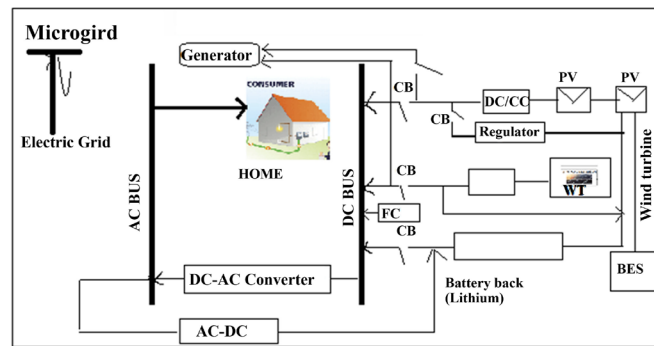 Microgird
Electric Grid
Generator
CONSUMER
HOME
AC BUS
DC BUS
CB
DC/CC
PV
PV
CB
Regulator
CB
WT
FC
CB
Wind turbine
DC-AC Converter
Battery back
(Lithium)
BES
AC-DC